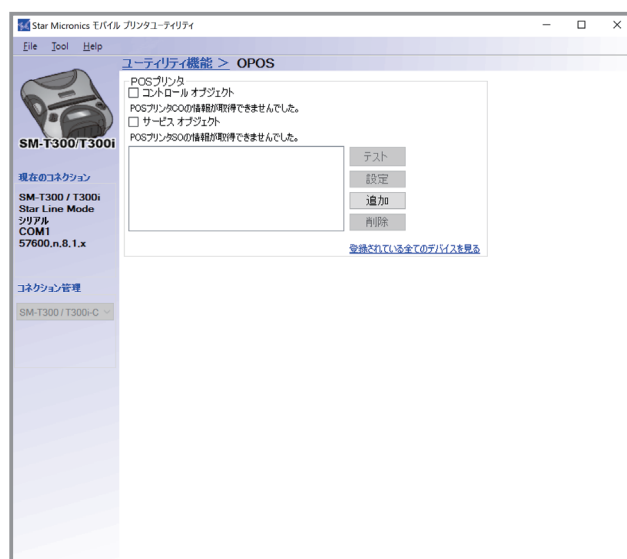 Star Micronics モバイル プリンタユーティリティ
File Tool Help
ユーティリティ機能 > OPOS
POSプリンタ
コントロール オブジェクト
POSプリンタCOの情報が取得できませんでした。
サービス オブジェクト
POSプリンタSOの情報が取得できませんでした。
テスト
設定
追加
削除
登録されている全てのデバイスを見る
SM-T300/T300i
現在のコネクション
SM-T300 / T300i
Star Line Mode
シリアル
COM1
57600,n,8,1,x
コネクション管理
SM-T300 / T300i-C